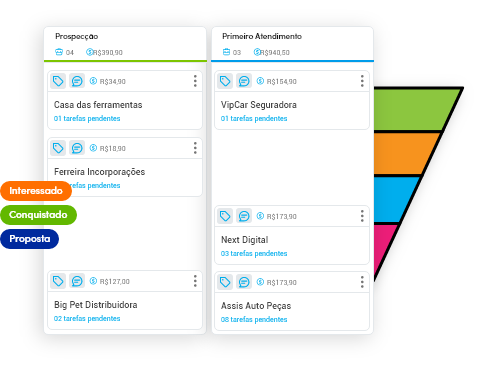 Prospecção
04 R$390,90
R$34,90
Casa das ferramentas
01 tarefas pendentes
R$18,90
Ferreira Incorporações
tarefas pendentes
Interessado
Conquistado
Proposta
R$127,00
Big Pet Distribuidora
02 tarefas pendentes
Primeiro Atendimento
03 R$940,50
R$154,90
VipCar Seguradora
01 tarefas pendentes
R$173,90
Next Digital
03 tarefas pendentes
R$173,90
Assis Auto Peças
08 tarefas pendentes